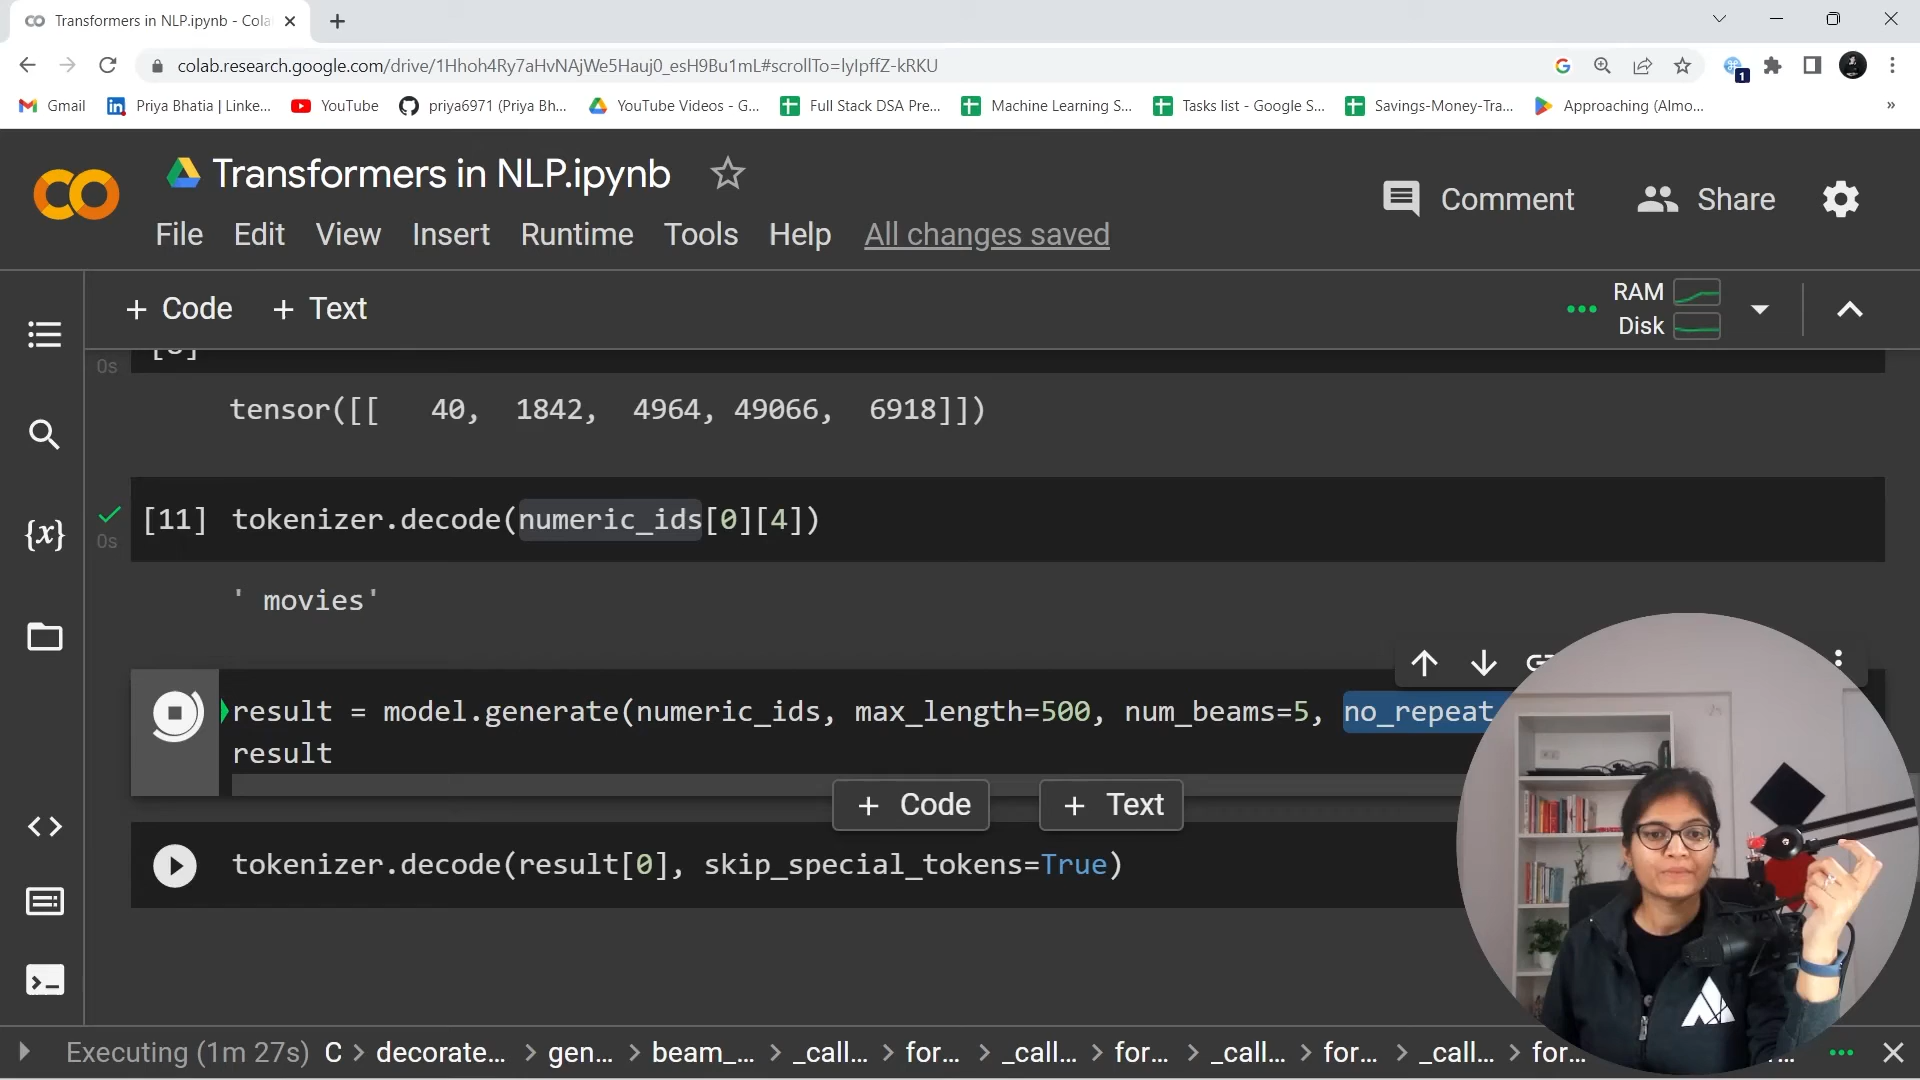 Transformers in NLP.ipynb - Cola
colab.research.google.com/drive/1Hhoh4Ry7aHvNAjWe5Hauj0_esH9Bu1mL#scrollTo=lyIpffZ-kRKU
1
Gmail Priya Bhatia | Linke... YouTube priya6971 (Priya Bh... YouTube Videos - G... Full Stack DSA Pre... Machine Learning S... Tasks list - Google S... Savings-Money-Tra... Approaching (Almo... »
CO Transformers in NLP.ipynb
Comment Share
File Edit View Insert Runtime Tools Help All changes saved
+ Code + Text
RAM
Disk
0s
tensor([[   40,  1842,  4964, 49066,  6918]])
[11] tokenizer.decode(numeric_ids[0][4])
0s
' movies'
{x}
result = model.generate(numeric_ids, max_length=500, num_beams=5, no_repeat
result
+ Code + Text
tokenizer.decode(result[0], skip_special_tokens=True)
Executing (1m 27s) C > decorate... > gen... > beam_... > _call... > for... > _call... > for... > _call... > for... > _call... > for...